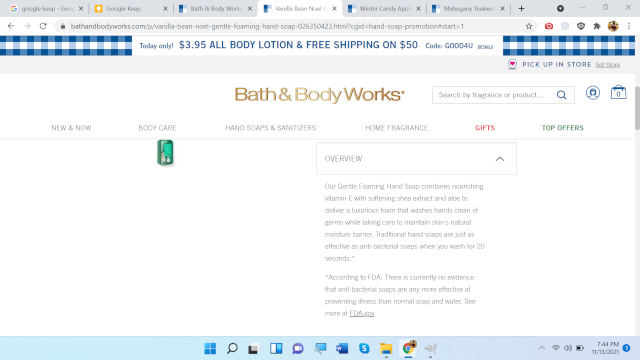 google keep - Goog
Google Keep
Bath & Body Works
Vanilla Bean Noel G
Winter Candy Apple
Mahogany Teakwoo
bathandbodyworks.com/p/vanilla-bean-noel-gentle-foaming-hand-soap-026350423.html?cgid=hand-soap-promotion#start=1
Today only! $3.95 ALL BODY LOTION & FREE SHIPPING ON $50 Code: GOOD4U DETAILS
PICK UP IN STORE Set Store
Bath & Body Works®
Search by fragrance or product...
0
NEW & NOW BODY CARE HAND SOAPS & SANITIZERS HOME FRAGRANCE GIFTS TOP OFFERS
OVERVIEW
Our Gentle Foaming Hand Soap combines nourishing
vitamin E with softening shea extract and aloe to
deliver a luxurious foam that washes hands clean of
germs while taking care to maintain skin's natural
moisture barrier. Traditional hand soaps are just as
effective as anti-bacterial soaps when you wash for 20
seconds.*
*According to FDA: There is currently no evidence
that anti-bacterial soaps are any more effective at
preventing illness than normal soap and water. See
more at FDA.gov.
7:44 PM
11/13/2021